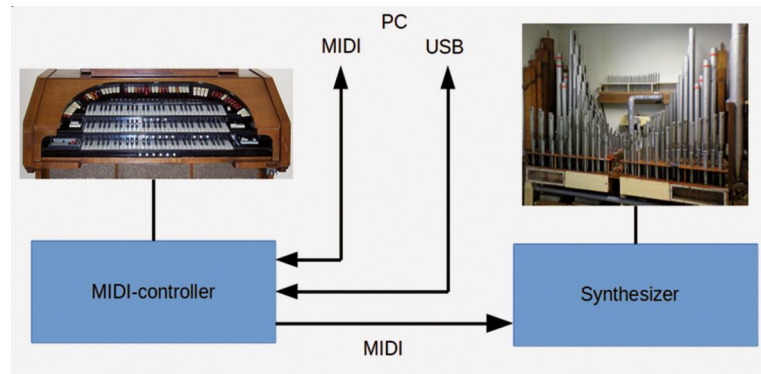 PC
MIDI
USB
MIDI-controller
Synthesizer
MIDI